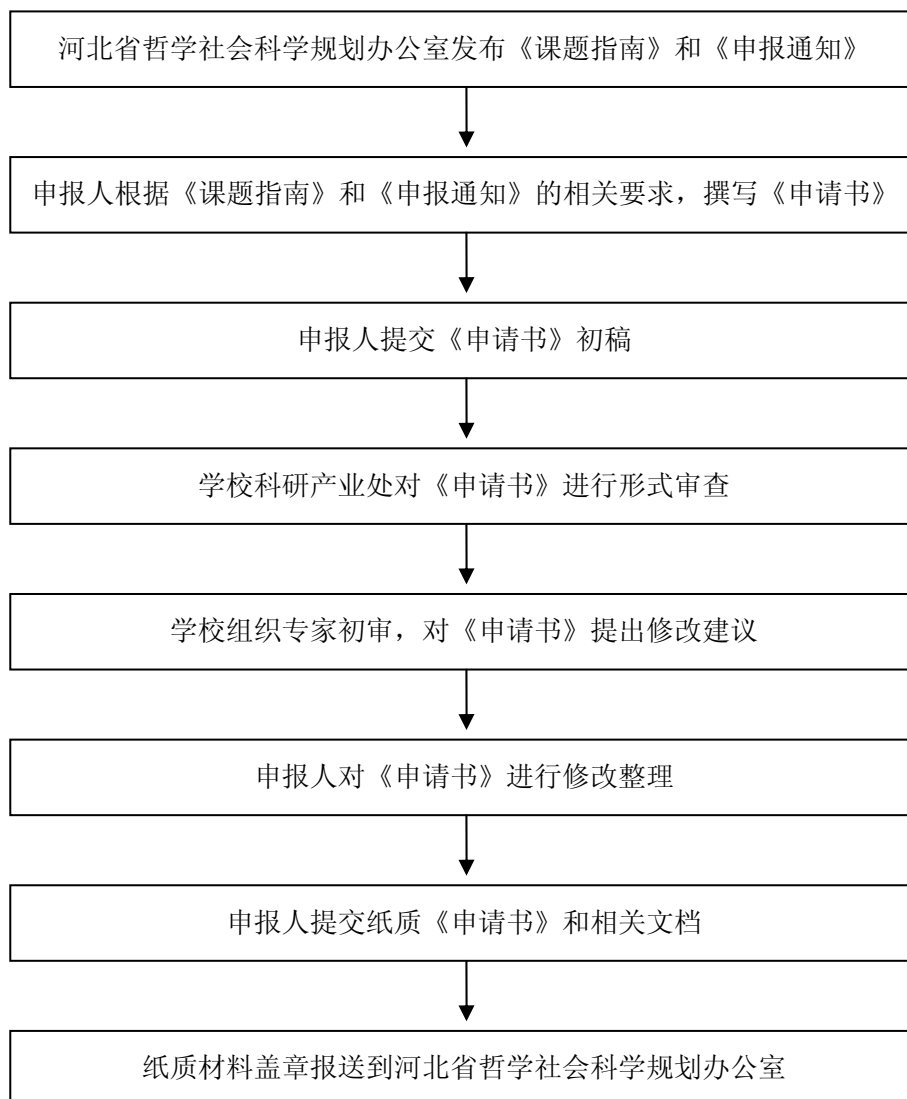 河北省哲学社会科学规划办公室发布《课题指南》和《申报通知》
申报人根据《课题指南》和《申报通知》的相关要求，撰写《申请书》
申报人提交《申请书》初稿
学校科研产业处对《申请书》进行形式审查
学校组织专家初审，对《申请书》提出修改建议
申报人对《申请书》进行修改整理
申报人提交纸质《申请书》和相关文档
纸质材料盖章报送到河北省哲学社会科学规划办公室